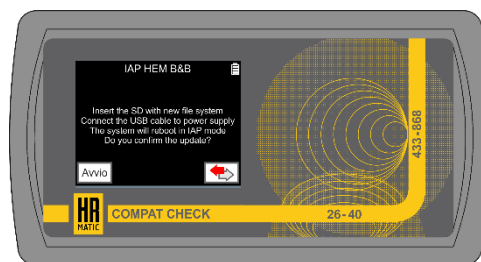 IAP HEM B&B
Insert the SD with new file system
Connect the USB cable to power supply
The system will reboot in IAP mode
Do you confirm the update?
Avvio
433-868
HR
MATIC
COMPAT CHECK
26-40